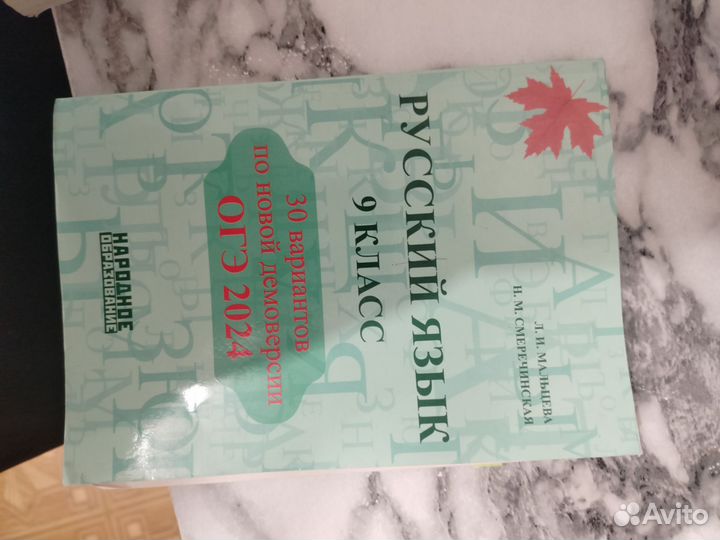 Л. И. МАЛЬЦЕВА
Н. М. СМЕРЕЧИНСКАЯ
РУССКИЙ ЯЗЫК
9 КЛАСС
30 вариантов
по новой демоверсии
ОГЭ 2024
НАРОДНОЕ
ОБРАЗОВАНИЕ
Avito